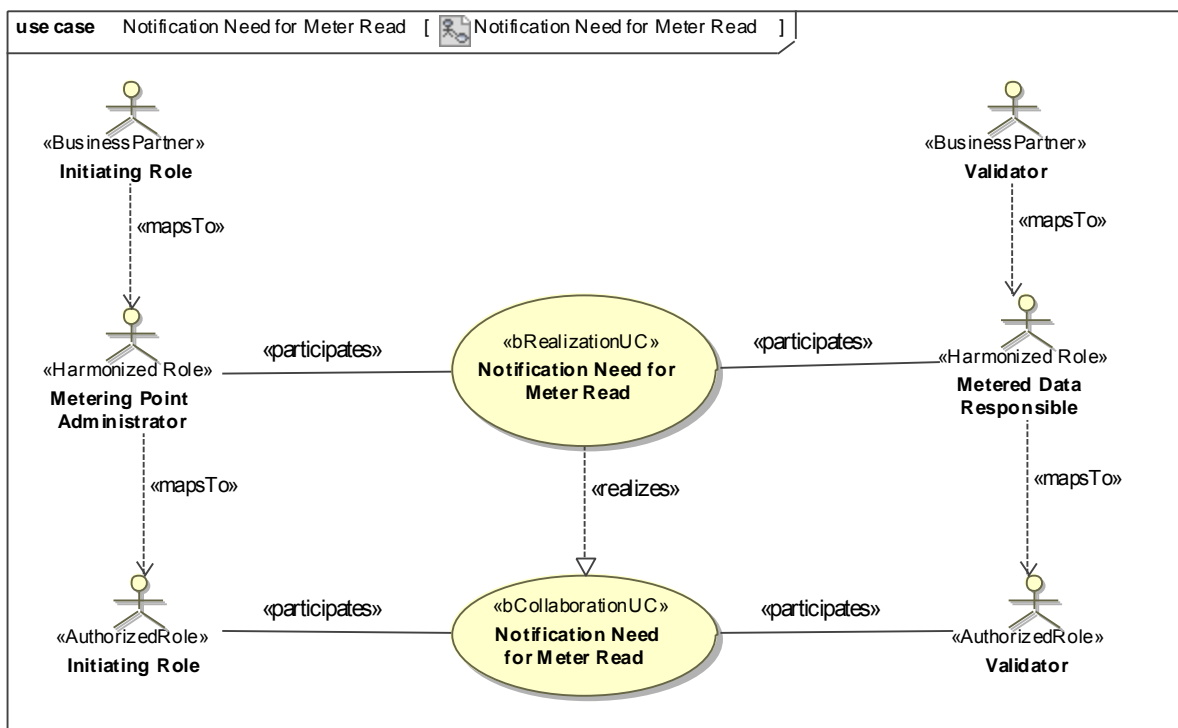 use case Notification Need for Meter Read [ Notification Need for Meter Read ]
«BusinessPartner»
Initiating Role
«BusinessPartner»
Validator
«mapsTo»
«mapsTo»
«Harmonized Role»
Metering Point
Administrator
«participates»
«bRealizationUC»
Notification Need for
Meter Read
«participates»
«Harmonized Role»
Metered Data
Responsible
«mapsTo»
«realizes»
«mapsTo»
«AuthorizedRole»
Initiating Role
«participates»
«bCollaborationUC»
Notification Need
for Meter Read
«participates»
«AuthorizedRole»
Validator